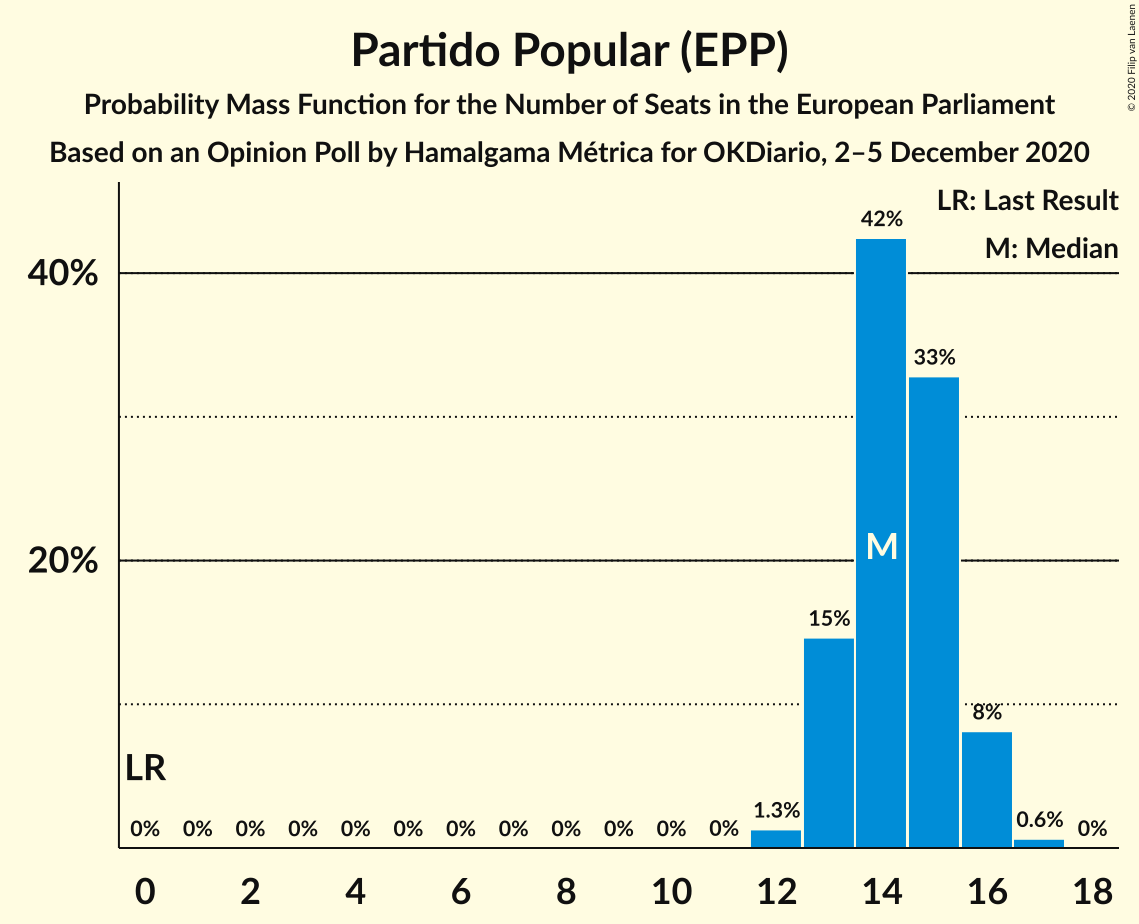 Partido Popular (EPP)
Probability Mass Function for the Number of Seats in the European Parliament
Based on an Opinion Poll by Hamalgama Métrica for OKDiario, 2–5 December 2020
© 2020 Filip van Laenen
LR: Last Result
M: Median
42%
40%
33%
M
20%
15%
8%
LR
1.3%
0.6%
0% 0% 0% 0% 0% 0% 0% 0% 0% 0% 0% 0% 0%
0 2 4 6 8 10 12 14 16 18